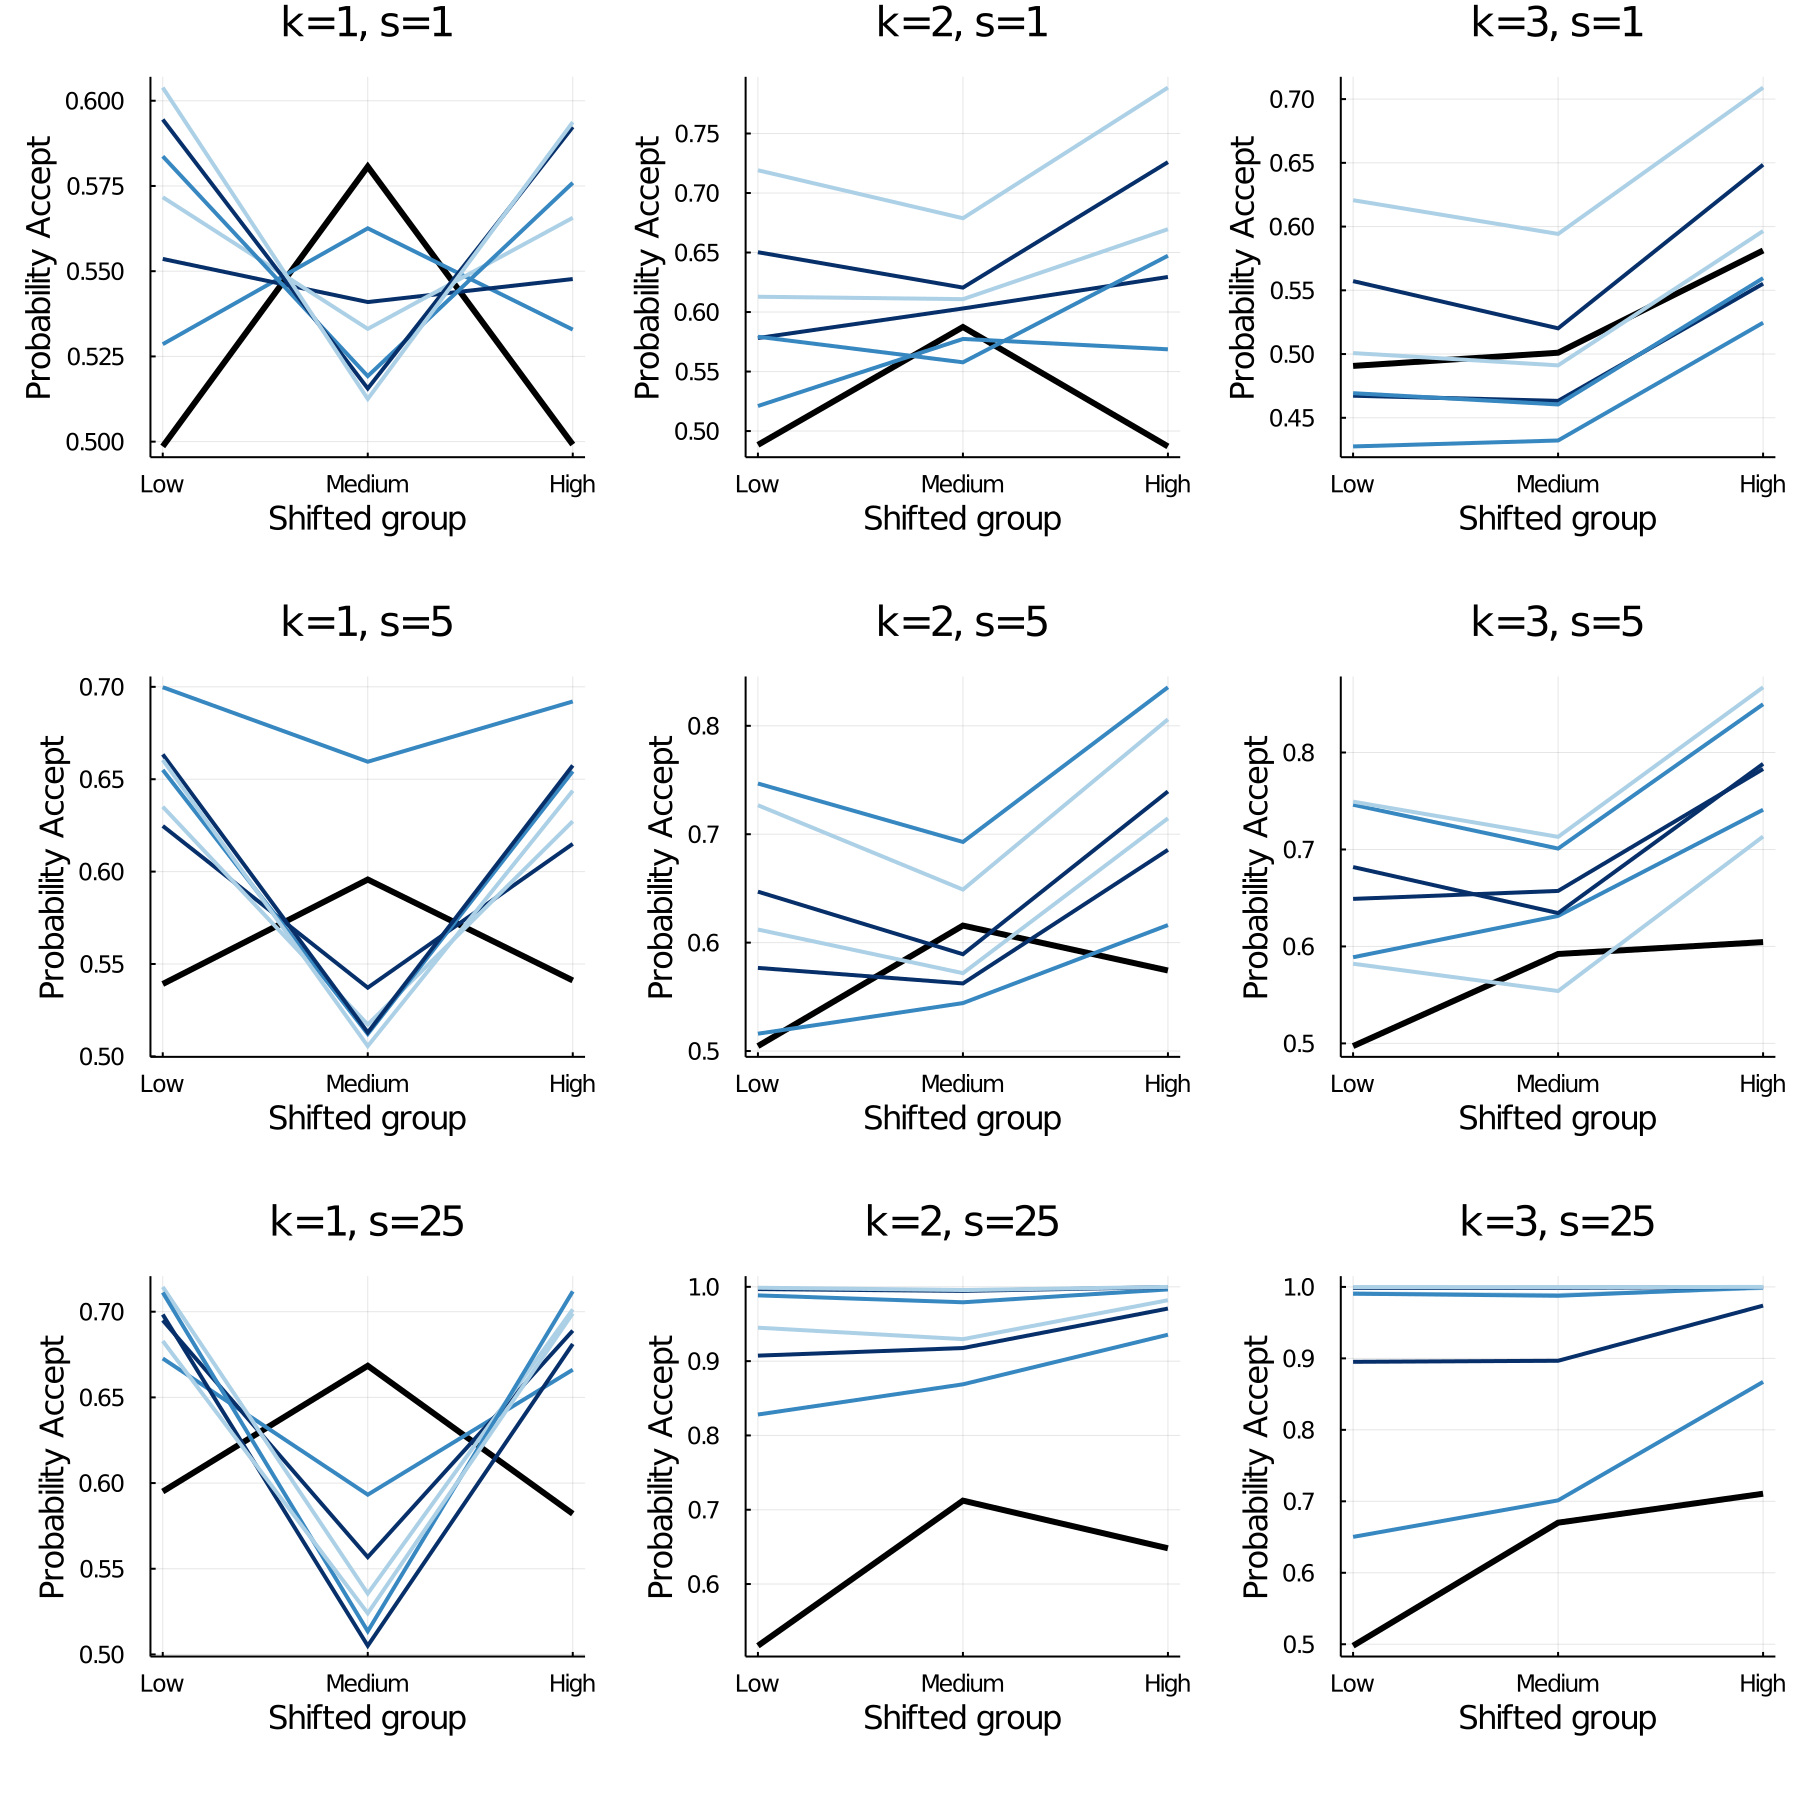 k=1, s=1
k=2, s=1
k=3, s=1
Probability Accept
0.600
0.575
0.550
0.525
0.500
Low Medium High
Shifted group
Probability Accept
0.75
0.70
0.65
0.60
0.55
0.50
Low Medium High
Shifted group
Probability Accept
0.70
0.65
0.60
0.55
0.50
0.45
Low Medium High
Shifted group
k=1, s=5
k=2, s=5
k=3, s=5
Probability Accept
0.70
0.65
0.60
0.55
0.50
Low Medium High
Shifted group
Probability Accept
0.8
0.7
0.6
0.5
Low Medium High
Shifted group
Probability Accept
0.8
0.7
0.6
0.5
Low Medium High
Shifted group
k=1, s=25
k=2, s=25
k=3, s=25
Probability Accept
0.70
0.65
0.60
0.55
0.50
Low Medium High
Shifted group
Probability Accept
1.0
0.9
0.8
0.7
0.6
Low Medium High
Shifted group
Probability Accept
1.0
0.9
0.8
0.7
0.6
0.5
Low Medium High
Shifted group